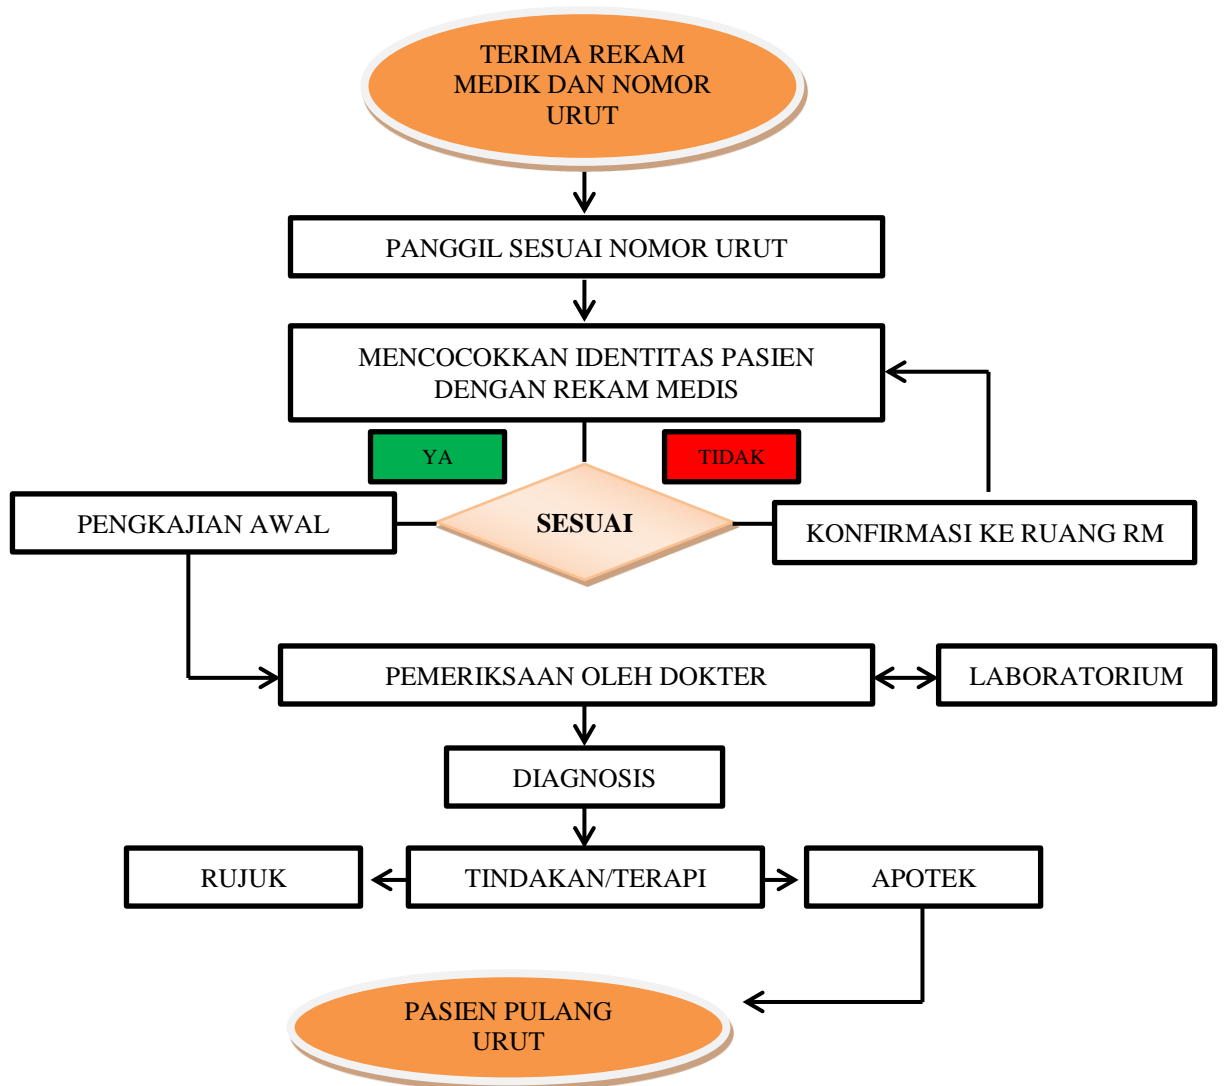 TERIMA REKAM
MEDIK DAN NOMOR
URUT
PANGGIL SESUAI NOMOR URUT
MENCOCOKKAN IDENTITAS PASIEN
DENGAN REKAM MEDIS
YA
TIDAK
PENGKAJIAN AWAL
SESUAI
KONFIRMASI KE RUANG RM
PEMERIKSAAN OLEH DOKTER
LABORATORIUM
DIAGNOSIS
RUJUK
TINDAKAN/TERAPI
APOTEK
PASIEN PULANG
URUT